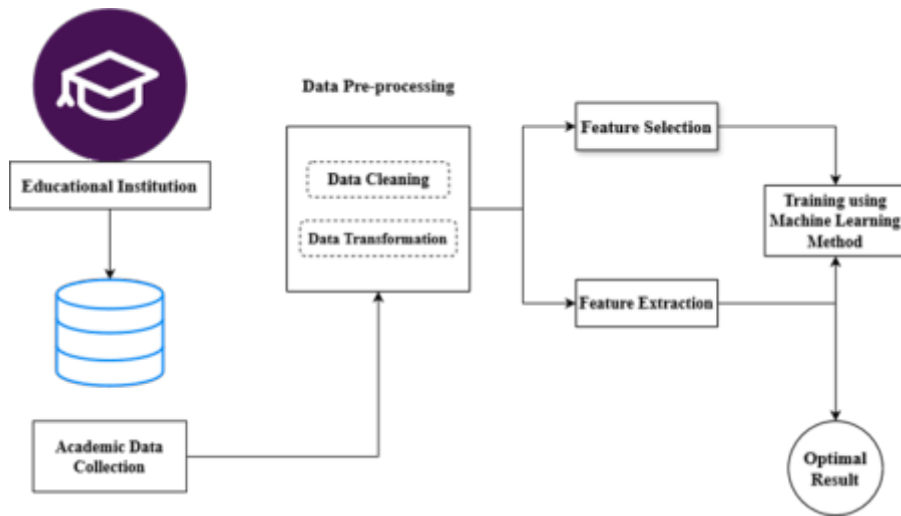 Data Pre-processing
Educational Institution
Data Cleaning
Data Transformation
Feature Selection
Training using
Machine Learning
Method
Feature Extraction
Academic Data
Collection
Optimal
Result